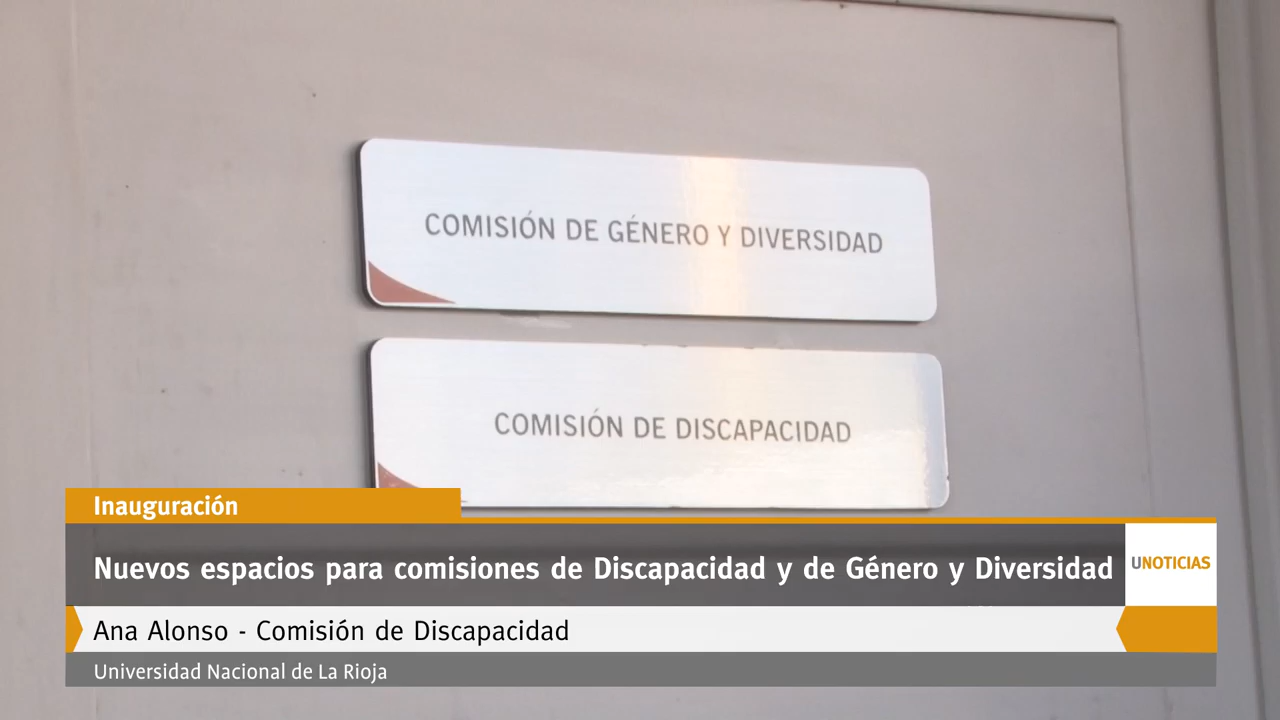 COMISIÓN DE GÉNERO Y DIVERSIDAD
COMISIÓN DE DISCAPACIDAD
Inauguración
Nuevos espacios para comisiones de Discapacidad y de Género y Diversidad
UNOTICIAS
Ana Alonso - Comisión de Discapacidad
Universidad Nacional de La Rioja